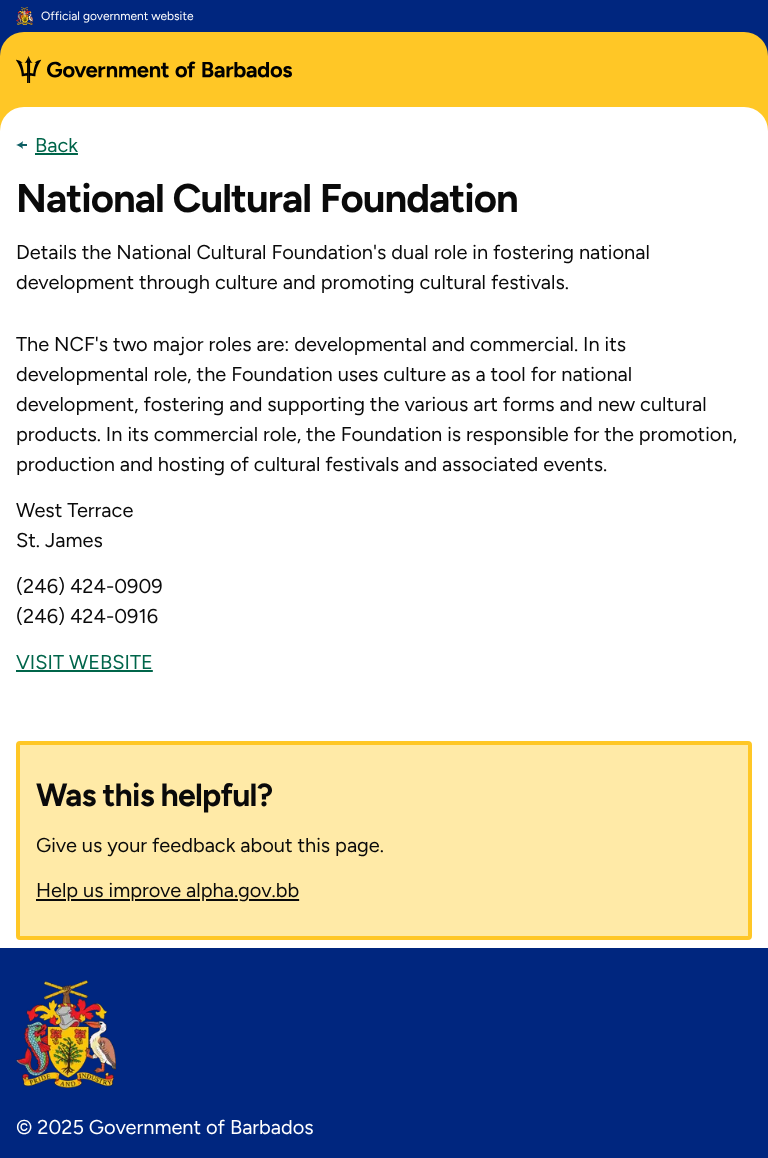 Official government website
Government of Barbados
Back
National Cultural Foundation
Details the National Cultural Foundation's dual role in fostering national
development through culture and promoting cultural festivals.
The NCF's two major roles are: developmental and commercial. In its
developmental role, the Foundation uses culture as a tool for national
development, fostering and supporting the various art forms and new cultural
products. In its commercial role, the Foundation is responsible for the promotion,
production and hosting of cultural festivals and associated events.
West Terrace
St. James
(246) 424-0909
(246) 424-0916
VISIT WEBSITE
Was this helpful?
Give us your feedback about this page.
Help us improve alpha.gov.bb
PRIDE AND INDUSTRY
© 2025 Government of Barbados